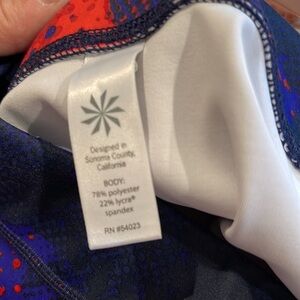 Designed in
Sonoma County,
California
BODY:
78% polyester
22% lycra®
spandex
RN #54023